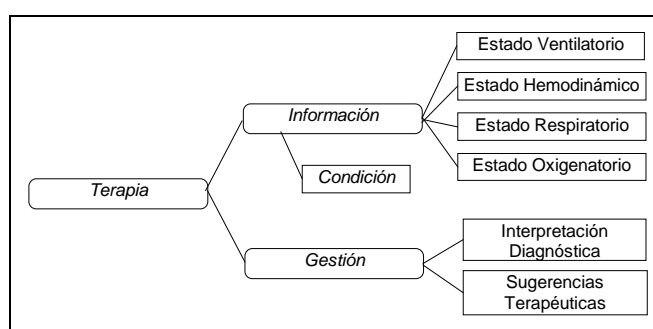 Estado Ventilatorio
Estado Hemodinámico
Información
Estado Respiratorio
Estado Oxigenatorio
Condición
Terapia
Interpretación
Diagnóstica
Gestión
Sugerencias
Terapéuticas